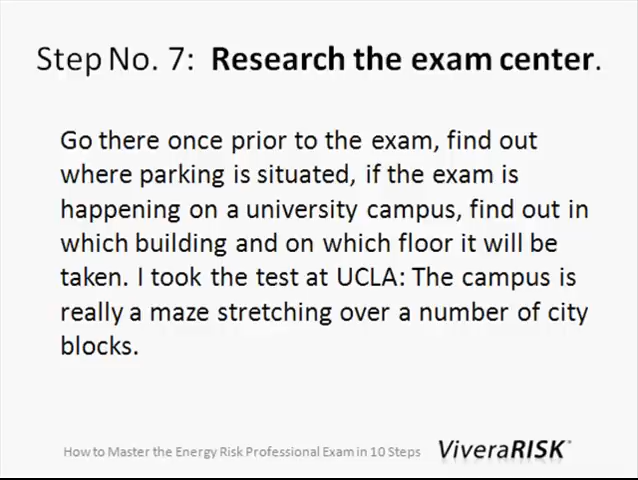 Step No. 7: Research the exam center.
Go there once prior to the exam, find out
where parking is situated, if the exam is
happening on a university campus, find out in
which building and on which floor it will be
taken. I took the test at UCLA: The campus is
really a maze stretching over a number of city
blocks.
How to Master the Energy Risk Professional Exam in 10 Steps
ViveraRISK